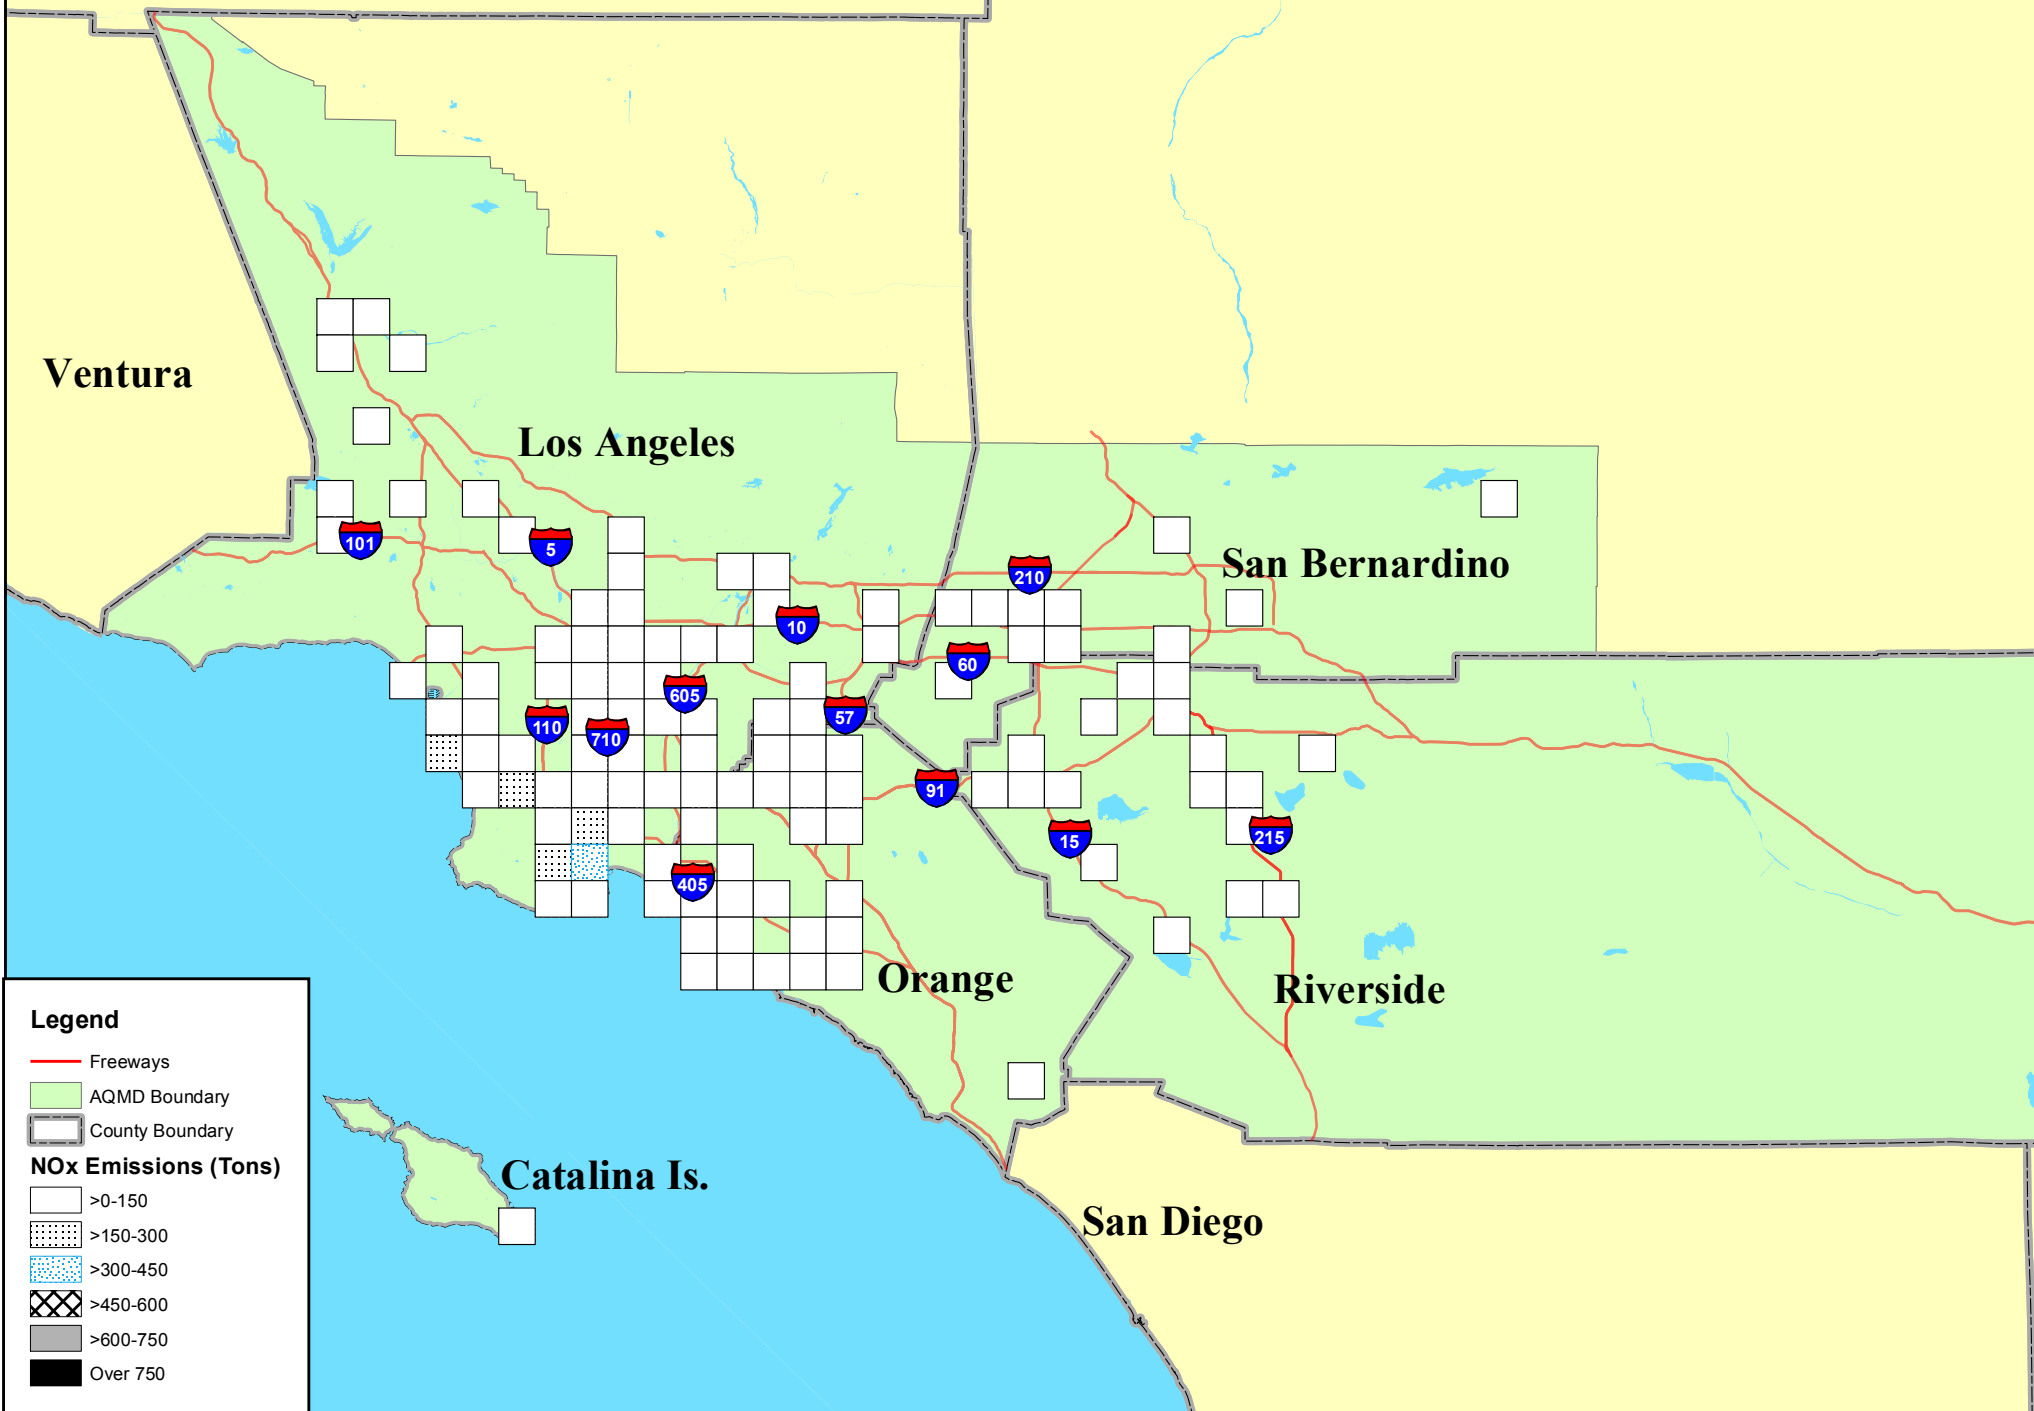 Ventura
Los Angeles
San Bernardino
101
5
210
10
60
605
57
110
710
91
15
215
405
Orange
Riverside
Catalina Is.
San Diego
Legend
Freeways
AQMD Boundary
County Boundary
NOx Emissions (Tons)
>0-150
>150-300
>300-450
>450-600
>600-750
Over 750